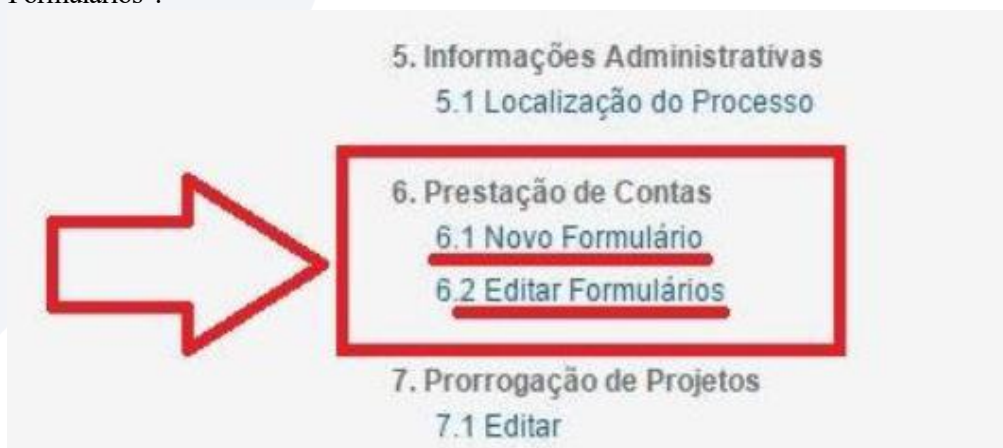 Formulários".
5. Informações Administrativas
5.1 Localização do Processo
6. Prestação de Contas
6.1 Novo Formulário
6.2 Editar Formulários
7. Prorrogação de Projetos
7.1 Editar